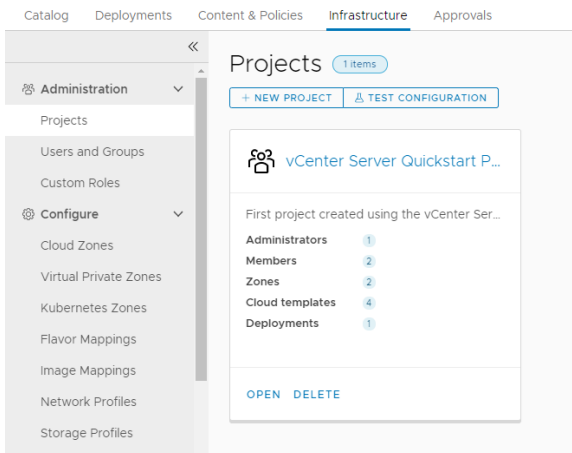 Catalog Deployments Content & Policies Infrastructure Approvals
Administration
Projects
Users and Groups
Custom Roles
Configure
Cloud Zones
Virtual Private Zones
Kubernetes Zones
Flavor Mappings
Image Mappings
Network Profiles
Storage Profiles
Projects 1 items
+ NEW PROJECT TEST CONFIGURATION
vCenter Server Quickstart P...
First project created using the vCenter Ser...
Administrators 1
Members 2
Zones 2
Cloud templates 4
Deployments 1
OPEN DELETE